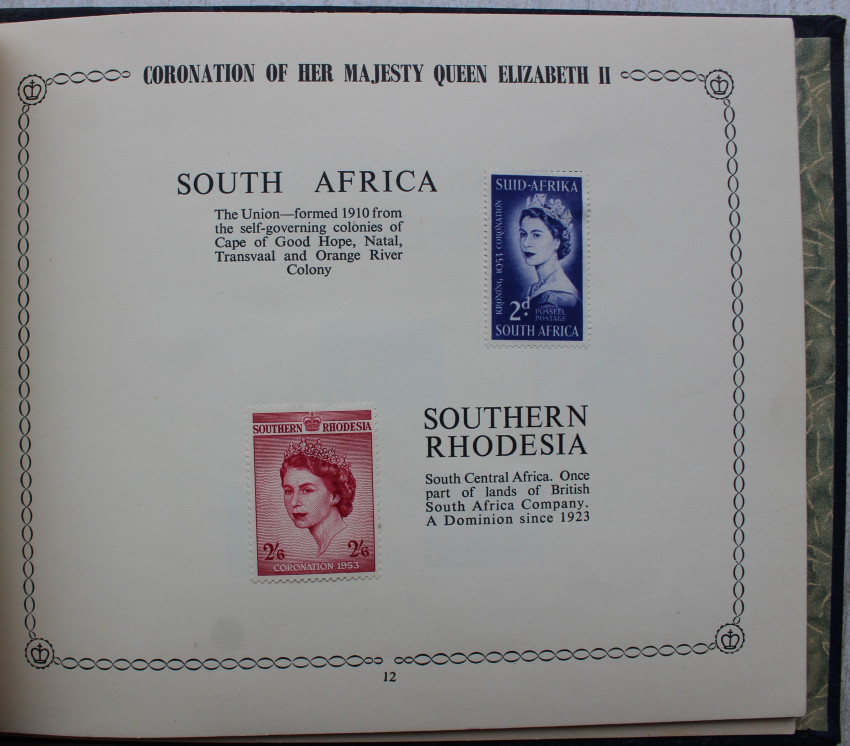 CORONATION OF HER MAJESTY QUEEN ELIZABETH II
SOUTH AFRICA
The Union—formed 1910 from
the self-governing colonies of
Cape of Good Hope, Natal,
Transvaal and Orange River
Colony
SUID-AFRIKA
KRONING 1953 CORONATION
2d.
POSSEËL
POSTAGE
SOUTH AFRICA
SOUTHERN RHODESIA
2/6 2/6
CORONATION 1953
SOUTHERN
RHODESIA
South Central Africa. Once
part of lands of British
South Africa Company.
A Dominion since 1923
12